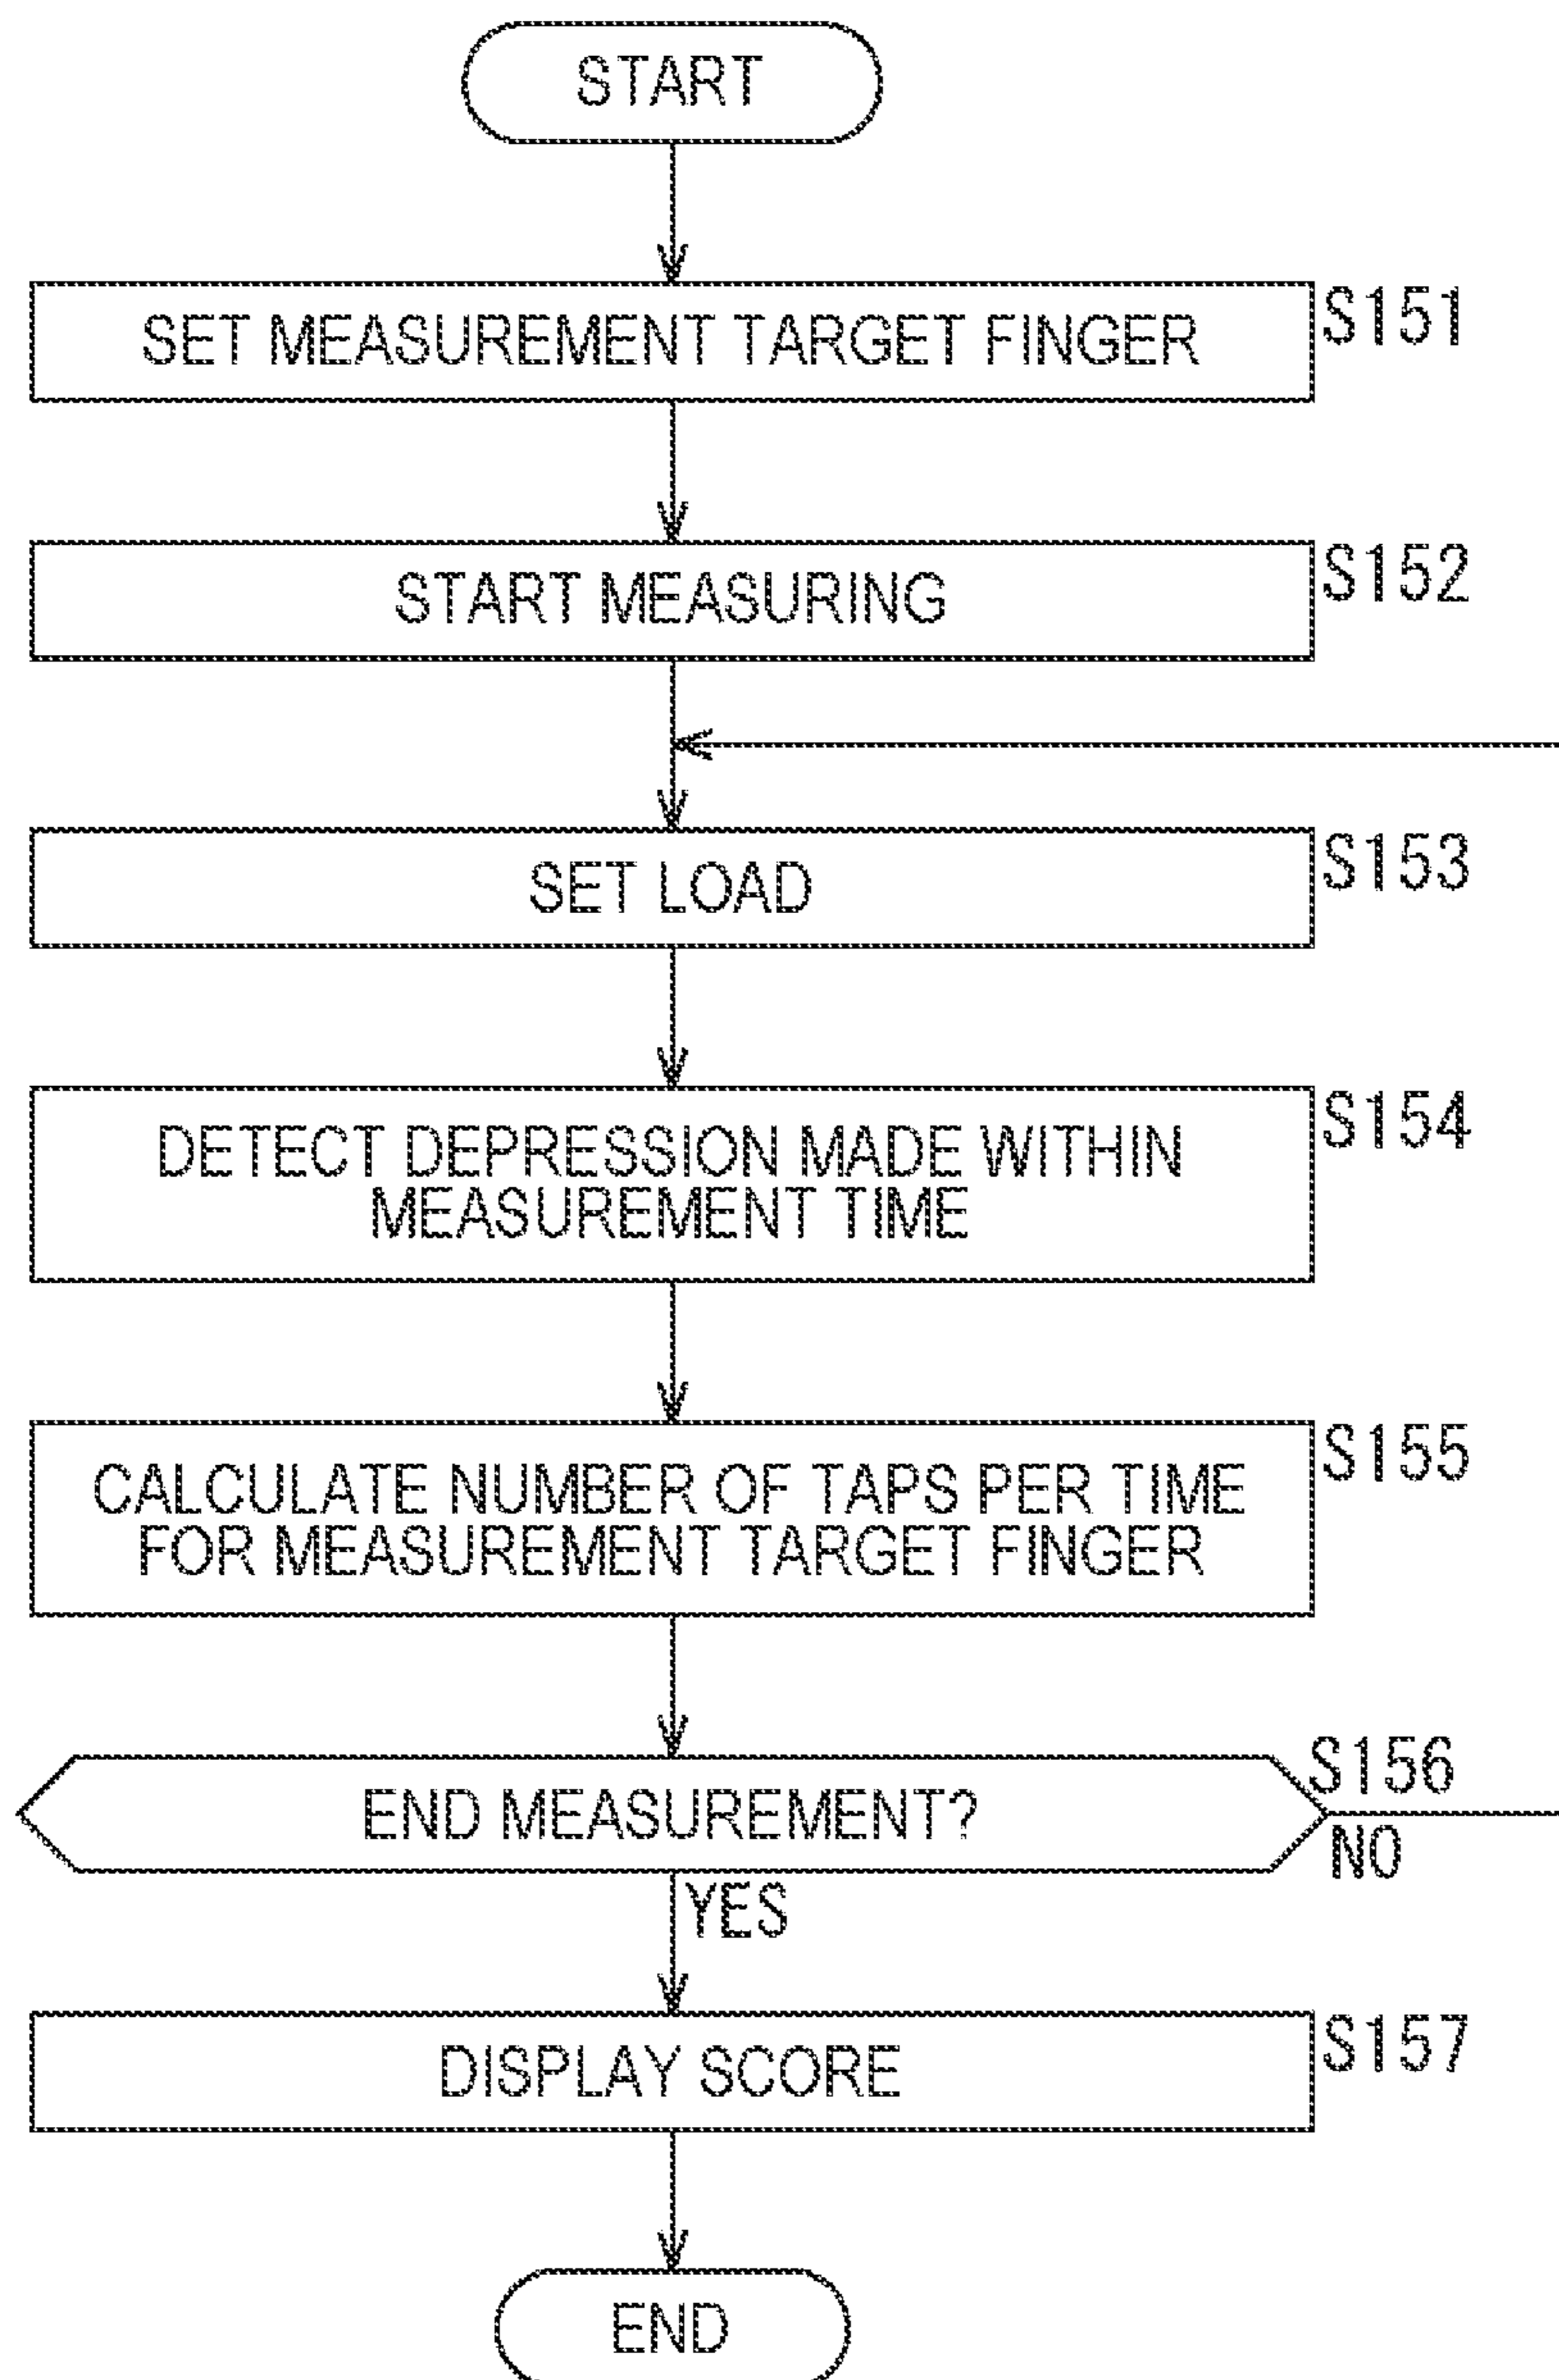 START
SET MEASUREMENT TARGET FINGER
S151
START MEASURING
S152
SET LOAD
S153
DETECT DEPRESSION MADE WITHIN
MEASUREMENT TIME
S154
CALCULATE NUMBER OF TAPS PER TIME
FOR MEASUREMENT TARGET FINGER
S155
END MEASUREMENT?
S156
NO
YES
DISPLAY SCORE
S157
END